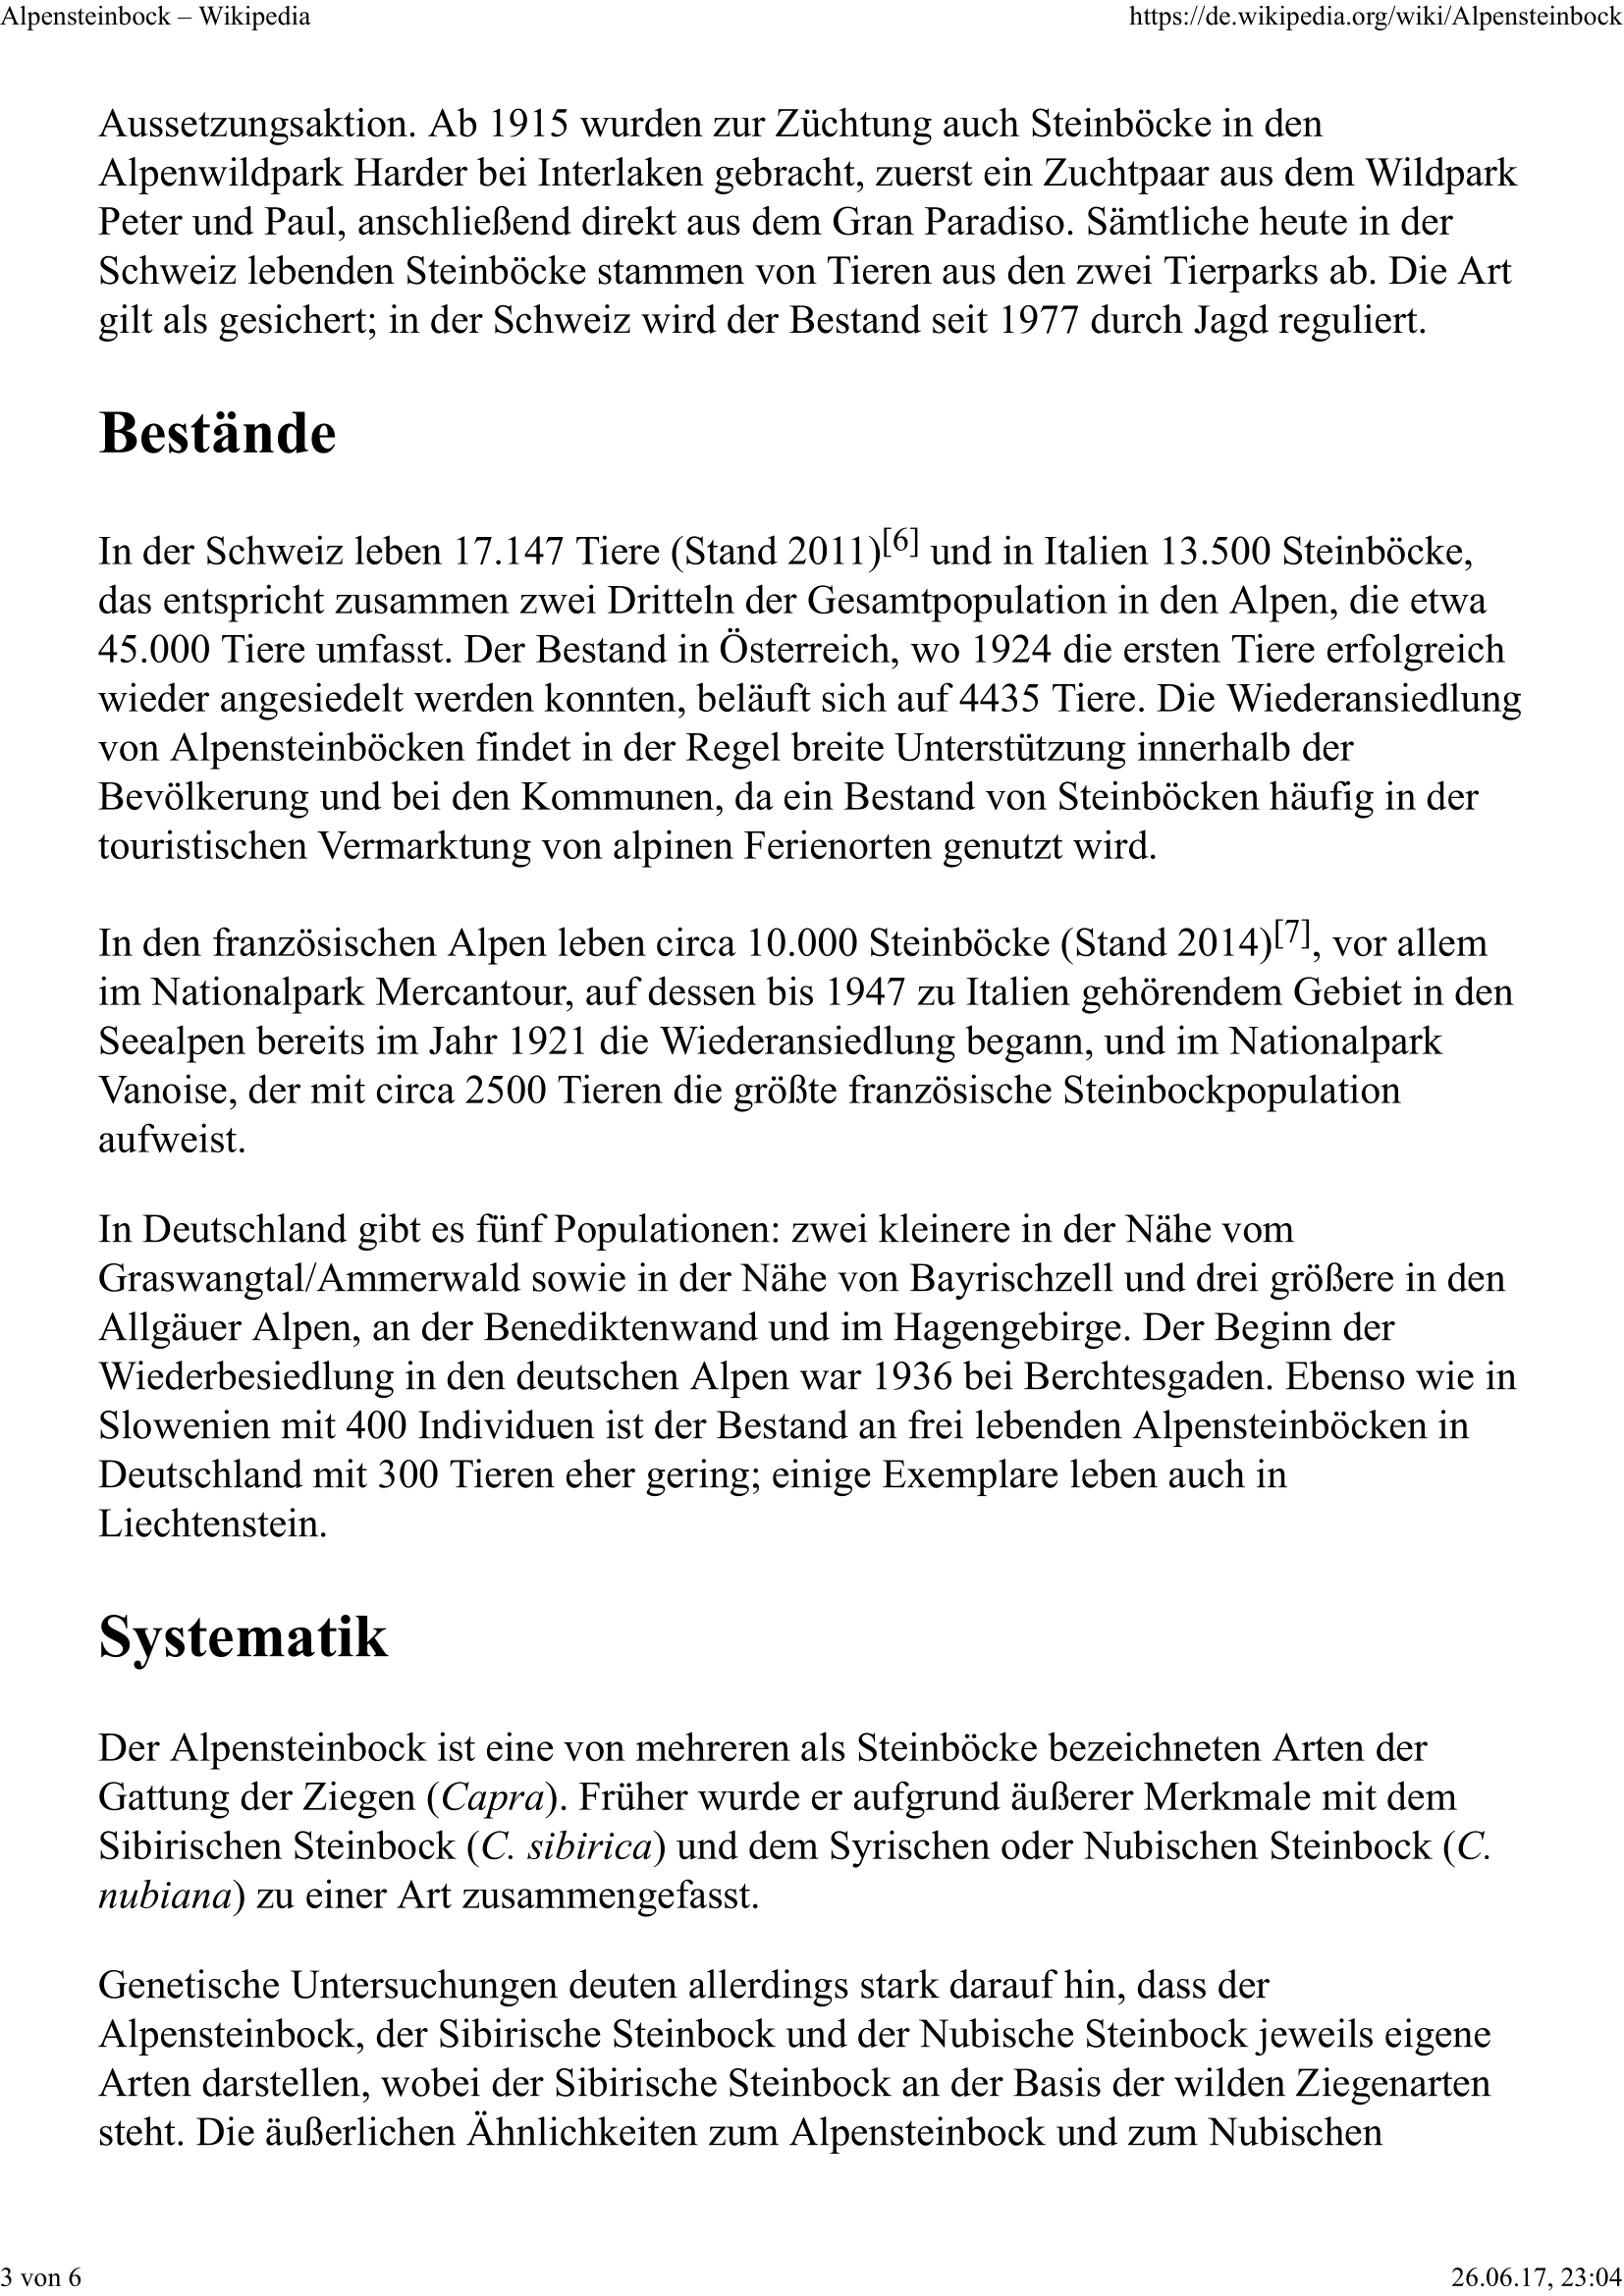 Alpensteinbock – Wikipedia https://de.wikipedia.org/wiki/Alpensteinbock
Aussetzungsaktion. Ab 1915 wurden zur Züchtung auch Steinböcke in den
Alpenwildpark Harder bei Interlaken gebracht, zuerst ein Zuchtpaar aus dem Wildpark
Peter und Paul, anschließend direkt aus dem Gran Paradiso. Sämtliche heute in der
Schweiz lebenden Steinböcke stammen von Tieren aus den zwei Tierparks ab. Die Art
gilt als gesichert; in der Schweiz wird der Bestand seit 1977 durch Jagd reguliert.
Bestände
In der Schweiz leben 17.147 Tiere (Stand 2011)[6] und in Italien 13.500 Steinböcke,
das entspricht zusammen zwei Dritteln der Gesamtpopulation in den Alpen, die etwa
45.000 Tiere umfasst. Der Bestand in Österreich, wo 1924 die ersten Tiere erfolgreich
wieder angesiedelt werden konnten, beläuft sich auf 4435 Tiere. Die Wiederansiedlung
von Alpensteinböcken findet in der Regel breite Unterstützung innerhalb der
Bevölkerung und bei den Kommunen, da ein Bestand von Steinböcken häufig in der
touristischen Vermarktung von alpinen Ferienorten genutzt wird.
In den französischen Alpen leben circa 10.000 Steinböcke (Stand 2014)[7], vor allem
im Nationalpark Mercantour, auf dessen bis 1947 zu Italien gehörendem Gebiet in den
Seealpen bereits im Jahr 1921 die Wiederansiedlung begann, und im Nationalpark
Vanoise, der mit circa 2500 Tieren die größte französische Steinbockpopulation
aufweist.
In Deutschland gibt es fünf Populationen: zwei kleinere in der Nähe vom
Graswangtal/Ammerwald sowie in der Nähe von Bayrischzell und drei größere in den
Allgäuer Alpen, an der Benediktenwand und im Hagengebirge. Der Beginn der
Wiederbesiedlung in den deutschen Alpen war 1936 bei Berchtesgaden. Ebenso wie in
Slowenien mit 400 Individuen ist der Bestand an frei lebenden Alpensteinböcken in
Deutschland mit 300 Tieren eher gering; einige Exemplare leben auch in
Liechtenstein.
Systematik
Der Alpensteinbock ist eine von mehreren als Steinböcke bezeichneten Arten der
Gattung der Ziegen (Capra). Früher wurde er aufgrund äußerer Merkmale mit dem
Sibirischen Steinbock (C. sibirica) und dem Syrischen oder Nubischen Steinbock (C.
nubiana) zu einer Art zusammengefasst.
Genetische Untersuchungen deuten allerdings stark darauf hin, dass der
Alpensteinbock, der Sibirische Steinbock und der Nubische Steinbock jeweils eigene
Arten darstellen, wobei der Sibirische Steinbock an der Basis der wilden Ziegenarten
steht. Die äußerlichen Ähnlichkeiten zum Alpensteinbock und zum Nubischen
3 von 6 26.06.17, 23:04